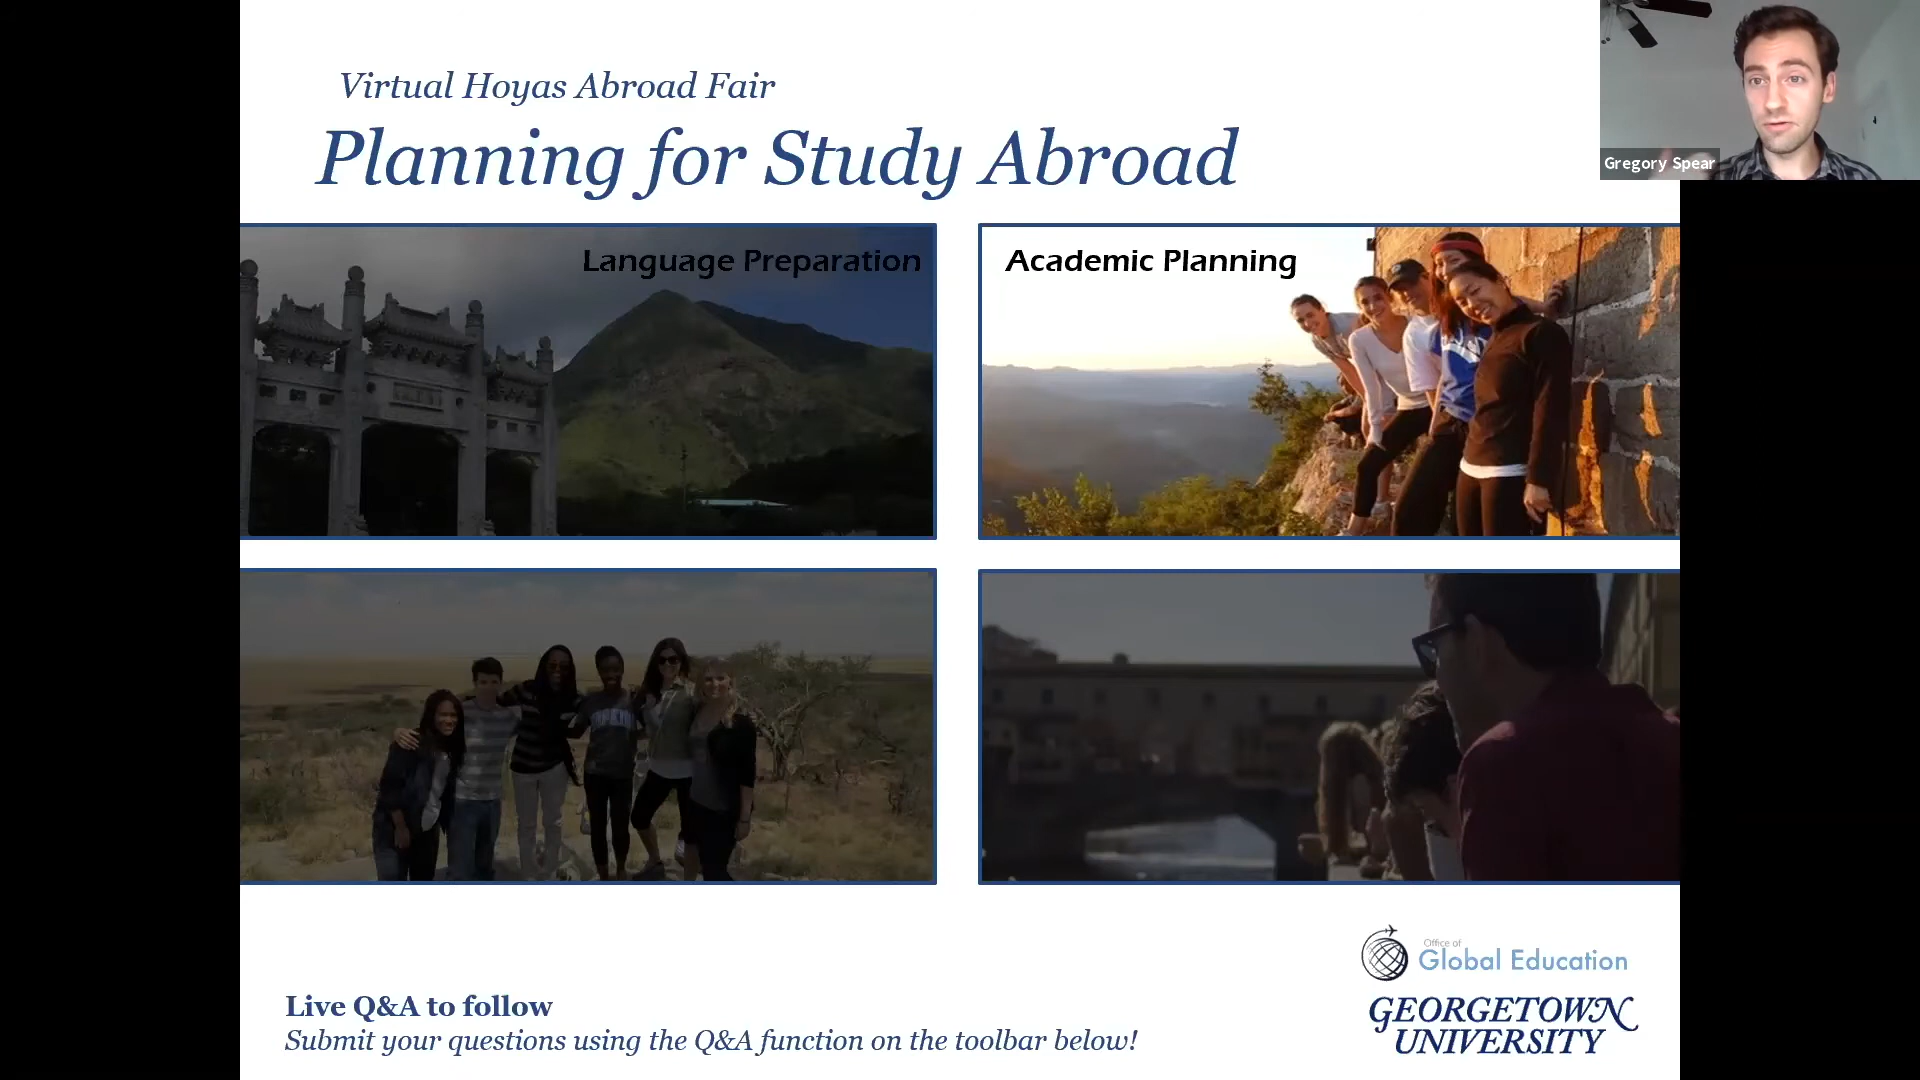 Virtual Hoyas Abroad Fair
Planning for Study Abroad
Gregory Spear
Language Preparation
Academic Planning
Office of
Global Education
GEORGETOWN
UNIVERSITY
Live Q&A to follow
Submit your questions using the Q&A function on the toolbar below!